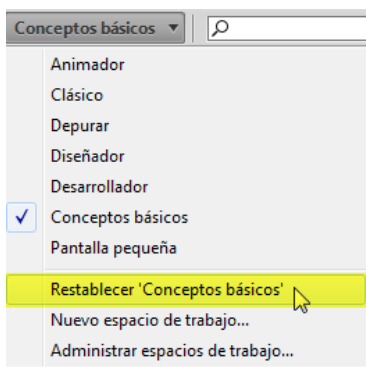 Conceptos básicos
Animador
Clásico
Depurar
Diseñador
Desarrollador
Conceptos básicos
Pantalla pequeña
Restablecer 'Conceptos básicos'
Nuevo espacio de trabajo...
Administrar espacios de trabajo...